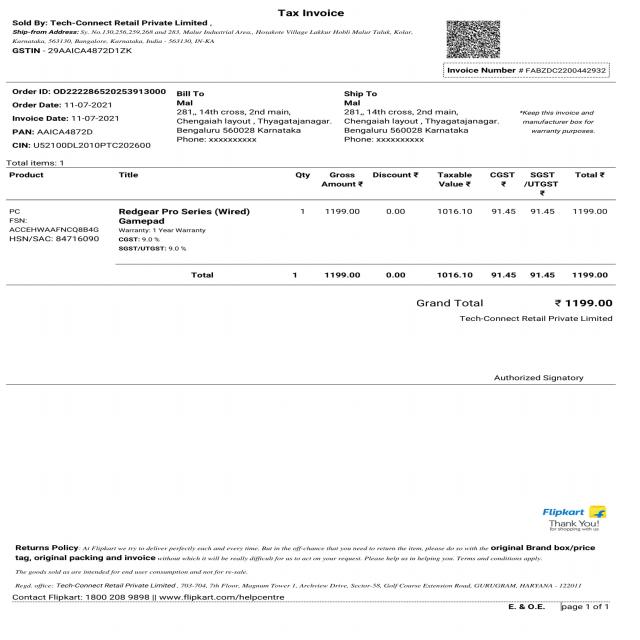 Tax Invoice
Sold By: Tech-Connect Retail Private Limited ,
Ship-from Address: Sy. No.130,256,259,268 and 283, Malur Industrial Area., Hosakote Village Lakkur Hobli Malur Taluk, Kolar,
Karnataka, 563130, Bangalore, Karnataka, India - 563130, IN-KA
GSTIN - 29AAICA4872D1ZK
Invoice Number # FABZDC2200442932
Order ID: OD222286520253913000
Order Date: 11-07-2021
Invoice Date: 11-07-2021
PAN: AAICA4872D
CIN: U52100DL2010PTC202600
Bill To
Mal
281,, 14th cross, 2nd main,
Chengaiah layout , Thyagatajanagar.
Bengaluru 560028 Karnataka
Phone: xxxxxxxxxx
Ship To
Mal
281,, 14th cross, 2nd main,
Chengaiah layout , Thyagatajanagar.
Bengaluru 560028 Karnataka
Phone: xxxxxxxxxx
*Keep this invoice and
manufacturer box for
warranty purposes.
Total items: 1
Product Title Qty Gross Amount ₹ Discount ₹ Taxable Value ₹ CGST ₹ SGST /UTGST ₹ Total ₹
PC
FSN:
ACCEHWAAFNCQ8B4G
HSN/SAC: 84716090
Redgear Pro Series (Wired)
Gamepad
Warranty: 1 Year Warranty
CGST: 9.0 %
SGST/UTGST: 9.0 %
1 1199.00 0.00 1016.10 91.45 91.45 1199.00
Total 1 1199.00 0.00 1016.10 91.45 91.45 1199.00
Grand Total ₹ 1199.00
Tech-Connect Retail Private Limited
Authorized Signatory
Flipkart
Thank You!
for shopping with us
Returns Policy: At Flipkart we try to deliver perfectly each and every time. But in the off-chance that you need to return the item, please do so with the original Brand box/price
tag, original packing and invoice without which it will be really difficult for us to act on your request. Please help us in helping you. Terms and conditions apply.
The goods sold as are intended for end user consumption and not for re-sale.
Regd. office: Tech-Connect Retail Private Limited , 703-704, 7th Floor, Magnum Tower 1, Archview Drive, Sector-58, Golf Course Extension Road, GURUGRAM, HARYANA - 122011
Contact Flipkart: 1800 208 9898 || www.flipkart.com/helpcentre
E. & O.E. page 1 of 1